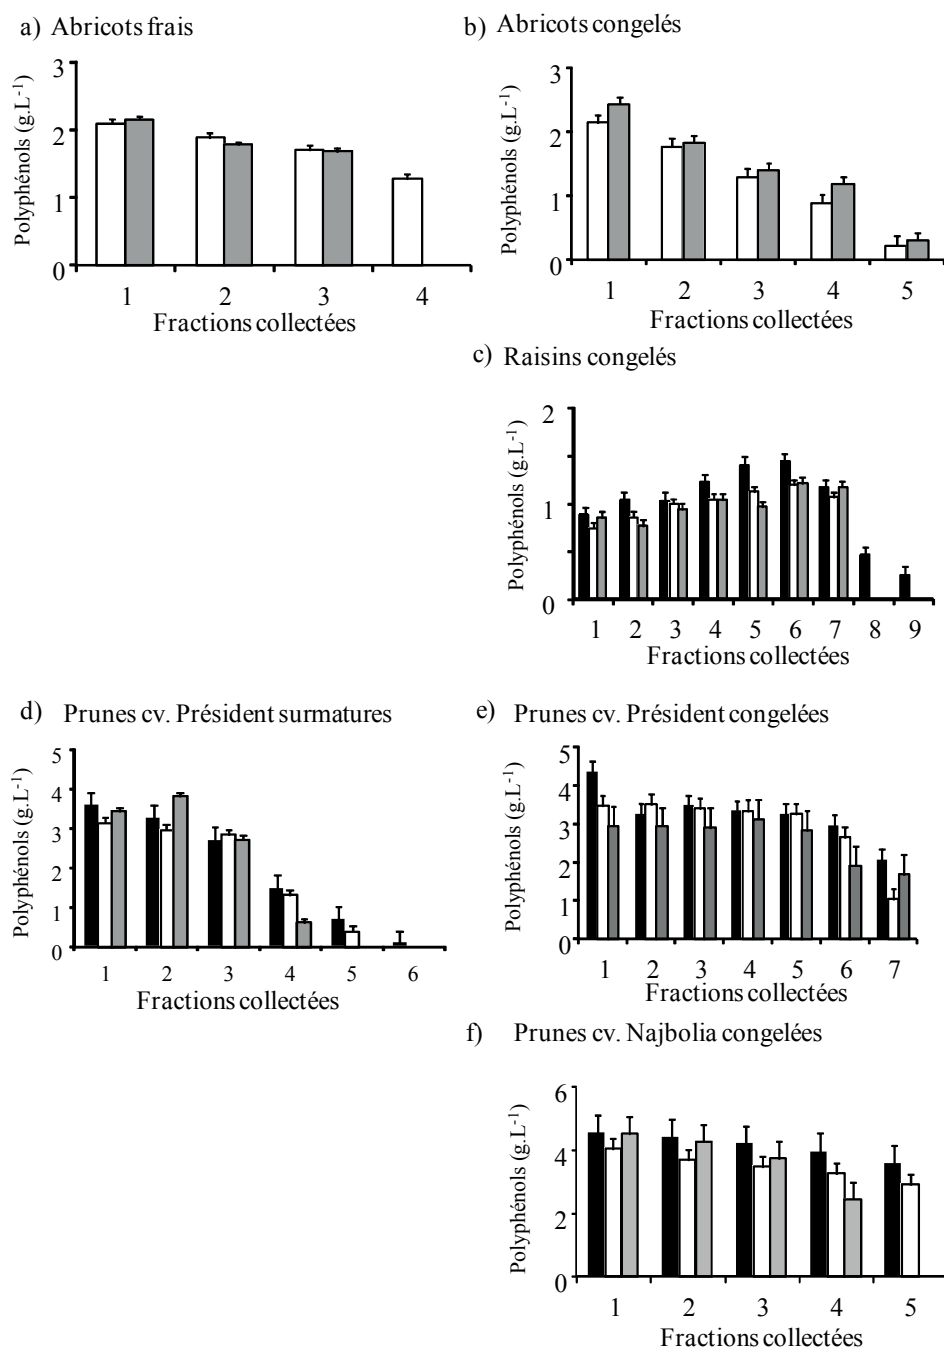 a) Abricots frais
Polyphénols (g.L-1)
3
2
1
0
1 2 3 4
Fractions collectées
b) Abricots congelés
Polyphénols (g.L-1)
3
2
1
0
1 2 3 4 5
Fractions collectées
c) Raisins congelés
Polyphénols (g.L-1)
2
1
0
1 2 3 4 5 6 7 8 9
Fractions collectées
d) Prunes cv. Président surmatures
Polyphénols (g.L-1)
5
4
3
2
1
0
1 2 3 4 5 6
Fractions collectées
e) Prunes cv. Président congelées
Polyphénols (g.L-1)
5
4
3
2
1
0
1 2 3 4 5 6 7
Fractions collectées
f) Prunes cv. Najbolia congelées
Polyphénols (g.L-1)
6
4
2
0
1 2 3 4 5
Fractions collectées